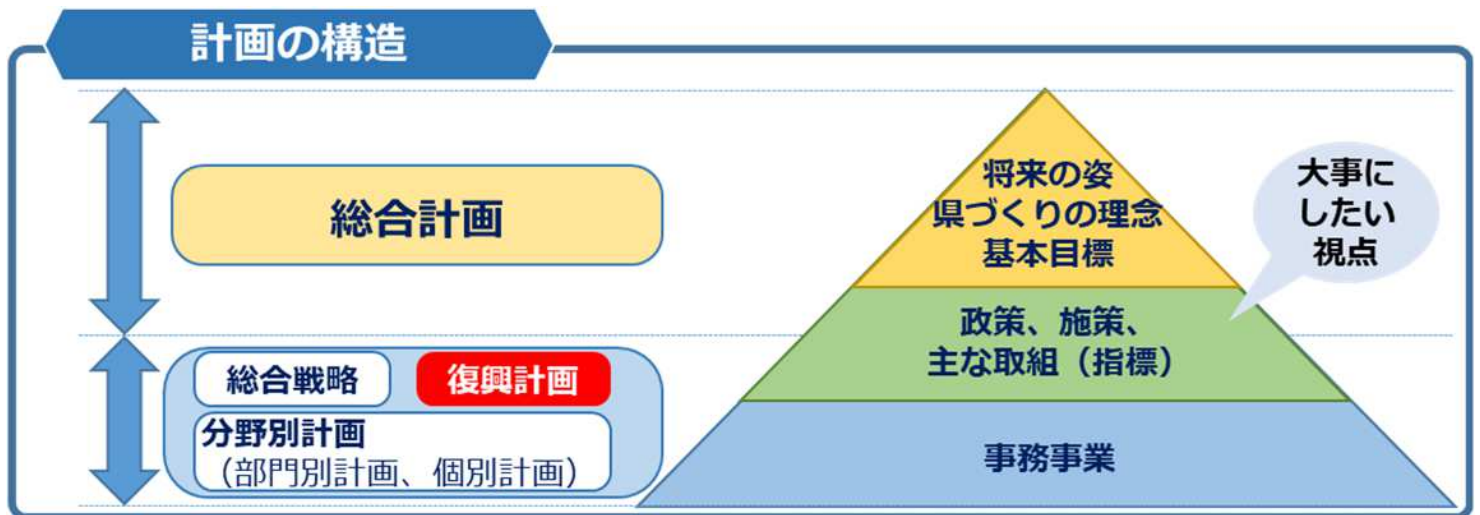 計画の構造
総合計画
総合戦略
復興計画
分野別計画
（部門別計画、個別計画）
将来の姿
県づくりの理念
基本目標
大事に
したい
視点
政策、施策、
主な取組（指標）
事務事業